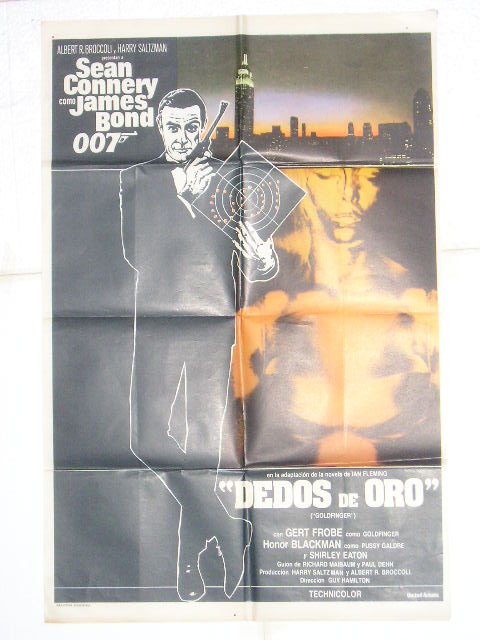 ALBERT R. BROCCOLI y HARRY SALTZMAN
presentan a
Sean
Connery
como
James
Bond
007
en la adaptación de la novela de IAN FLEMING
"DEDOS DE ORO"
("GOLDFINGER")
con GERT FROBE como GOLDFINGER
Honor BLACKMAN como PUSSY GALORE
y SHIRLEY EATON
Guión de RICHARD MAIBAUM y PAUL DEHN
Producción HARRY SALTZMAN y ALBERT R. BROCCOLI
Dirección GUY HAMILTON
TECHNICOLOR
United Artists